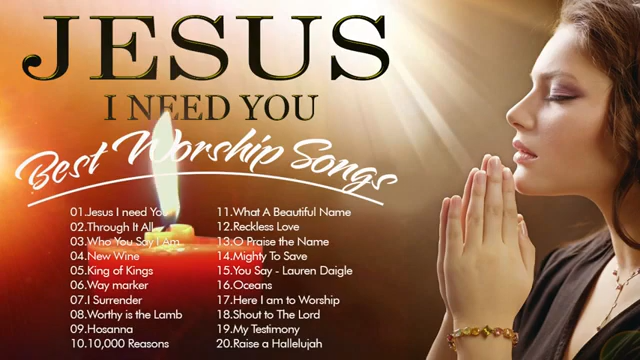 JESUS
I NEED YOU
Best Worship Songs
01.Jesus I need You
02.Through It All
03.Who You Say I Am
04.New Wine
05.King of Kings
06.Way marker
07.I Surrender
08.Worthy is the Lamb
09.Hosanna
10.10,000 Reasons
11.What A Beautiful Name
12.Reckless Love
13.O Praise the Name
14.Mighty To Save
15.You Say - Lauren Daigle
16.Oceans
17.Here I am to Worship
18.Shout to The Lord
19.My Testimony
20.Raise a Hallelujah